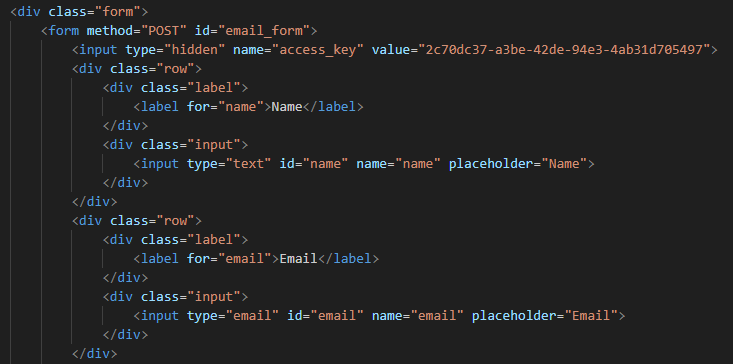 <div class="form">
<form method="POST" id="email_form">
<input type="hidden" name="access_key" value="2c70dc37-a3be-42de-94e3-4ab31d705497">
<div class="row">
<div class="label">
<label for="name">Name</label>
</div>
<div class="input">
<input type="text" id="name" name="name" placeholder="Name">
</div>
</div>
<div class="row">
<div class="label">
<label for="email">Email</label>
</div>
<div class="input">
<input type="email" id="email" name="email" placeholder="Email">
</div>
</div>